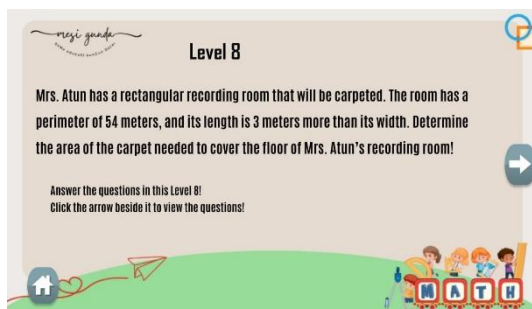 mesi gunda
Level 8
Mrs. Atun has a rectangular recording room that will be carpeted. The room has a
perimeter of 54 meters, and its length is 3 meters more than its width. Determine
the area of the carpet needed to cover the floor of Mrs. Atun's recording room!
Answer the questions in this Level 8!
Click the arrow beside it to view the questions!
MATH